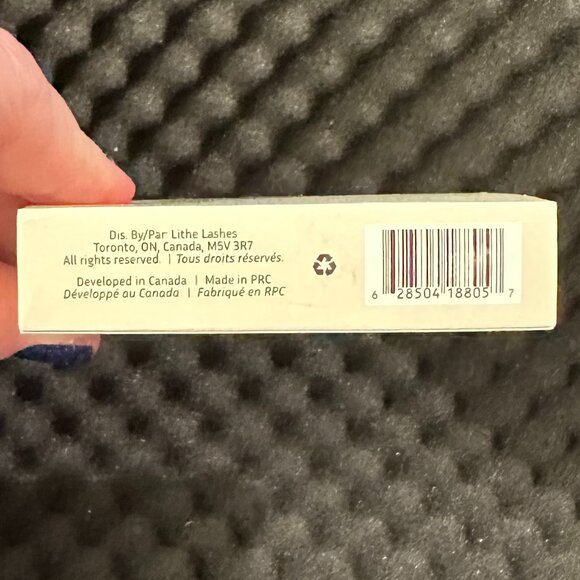 Dis. By/Par Lithe Lashes
Toronto, ON, Canada, M5V 3R7
All rights reserved. | Tous droits réservés.
Developed in Canada | Made in PRC
Développé au Canada | Fabriqué en RPC
6 28504 18805 7